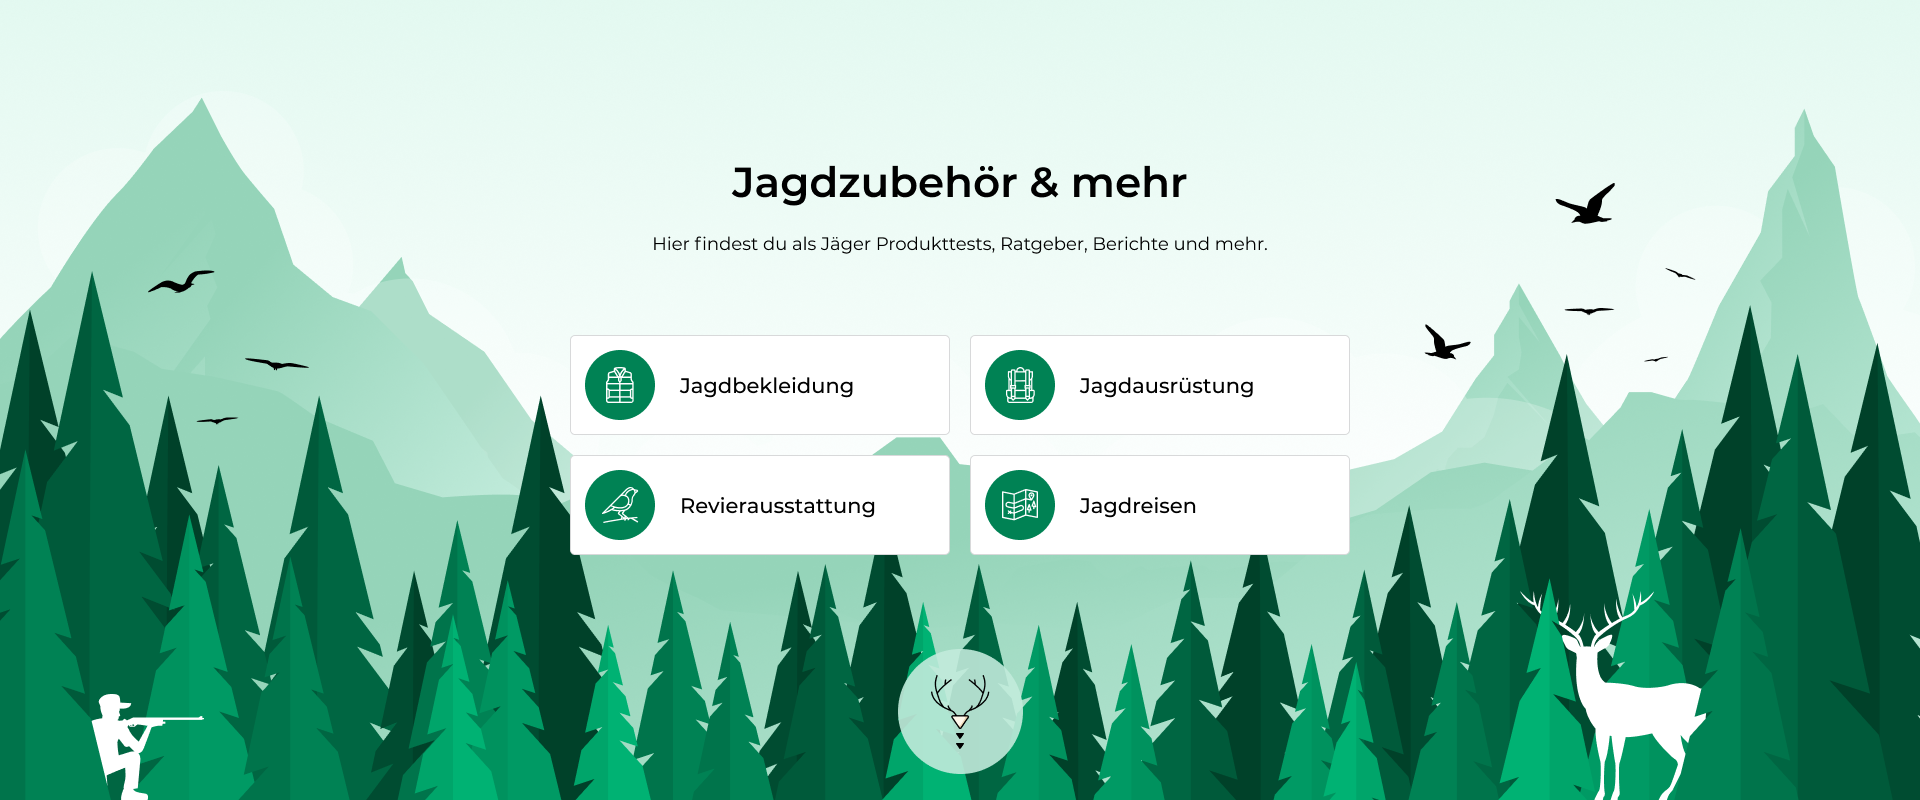 Jagdzubehör & mehr
Hier findest du als Jäger Produkttests, Ratgeber, Berichte und mehr.
Jagdbekleidung
Jagdausrüstung
Revierausstattung
Jagdreisen